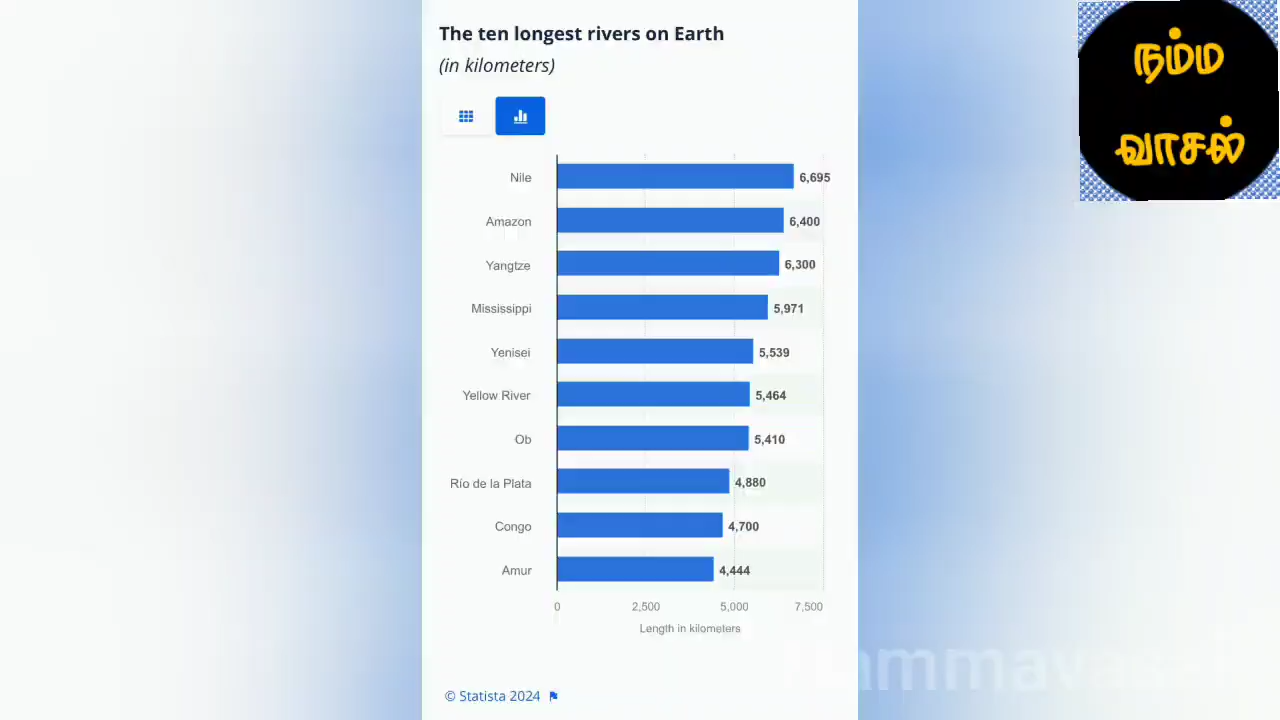 The ten longest rivers on Earth
(in kilometers)
நம்ம
வாசல்
Nile 6,695
Amazon 6,400
Yangtze 6,300
Mississippi 5,971
Yenisei 5,539
Yellow River 5,464
Ob 5,410
Río de la Plata 4,880
Congo 4,700
Amur 4,444
0 2,500 5,000 7,500
Length in kilometers
© Statista 2024